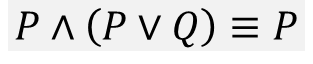 P ∧ (P ∨ Q) ≡ P